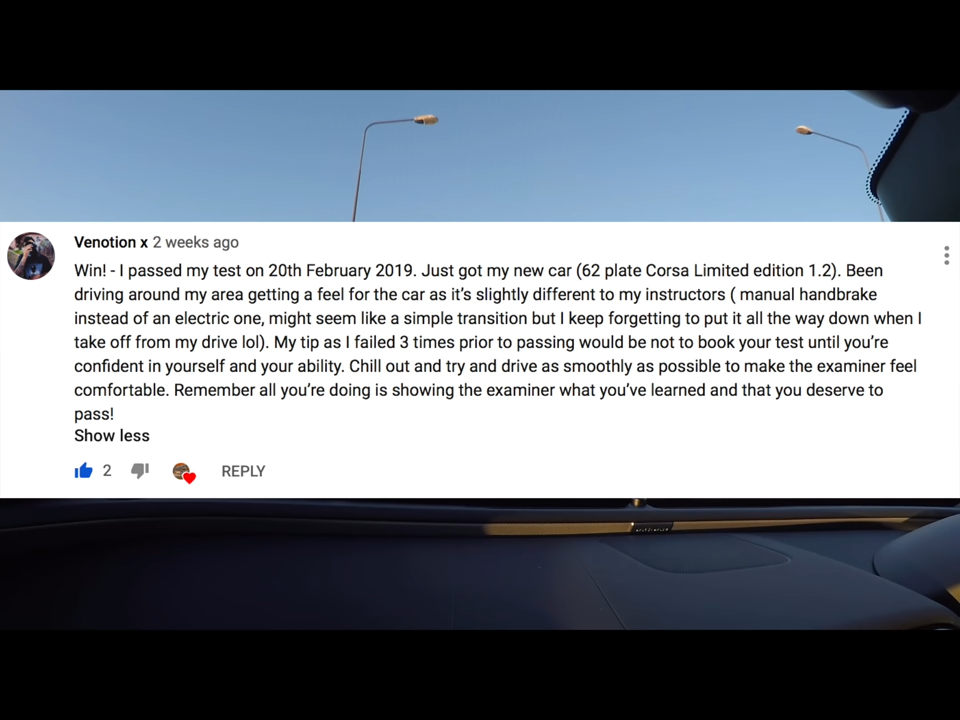 Venotion x 2 weeks ago
Win! - I passed my test on 20th February 2019. Just got my new car (62 plate Corsa Limited edition 1.2). Been
driving around my area getting a feel for the car as it’s slightly different to my instructors ( manual handbrake
instead of an electric one, might seem like a simple transition but I keep forgetting to put it all the way down when I
take off from my drive lol). My tip as I failed 3 times prior to passing would be not to book your test until you’re
confident in yourself and your ability. Chill out and try and drive as smoothly as possible to make the examiner feel
comfortable. Remember all you’re doing is showing the examiner what you’ve learned and that you deserve to
pass!
Show less
2 REPLY